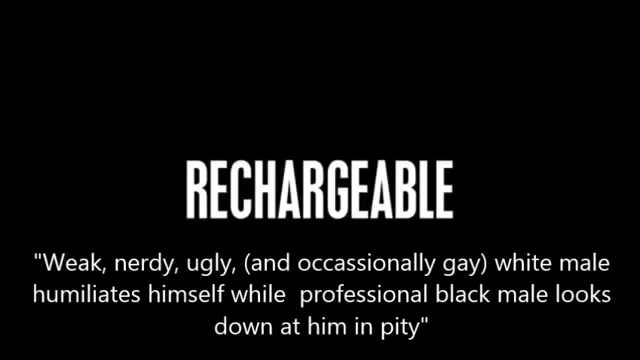 RECHARGEABLE
"Weak, nerdy, ugly, (and occassionally gay) white male
humiliates himself while  professional black male looks
down at him in pity"